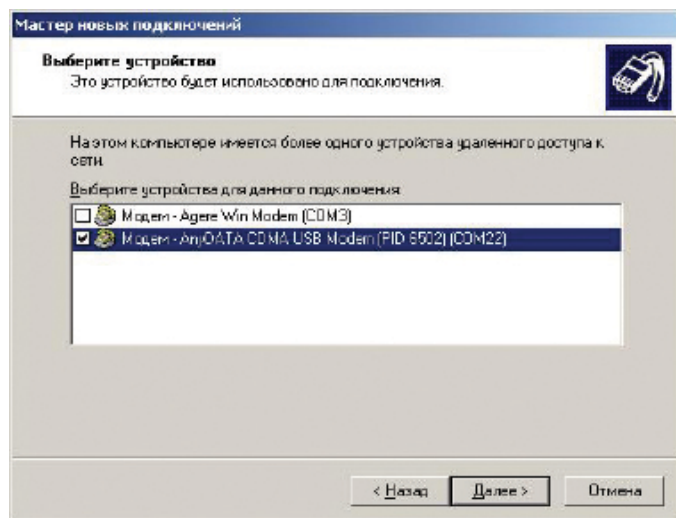 Мастер новых подключений
Выберите устройство
Это устройство будет использовано для подключения.
На этом компьютере имеется более одного устройства удаленного доступа к
сети.
Выберите устройства для данного подключения:
Модем - Agere Win Modem (COM3)
Модем - AnyDATA CDMA USB Modem (PID 6502) (COM22)
< Назад
Далее >
Отмена